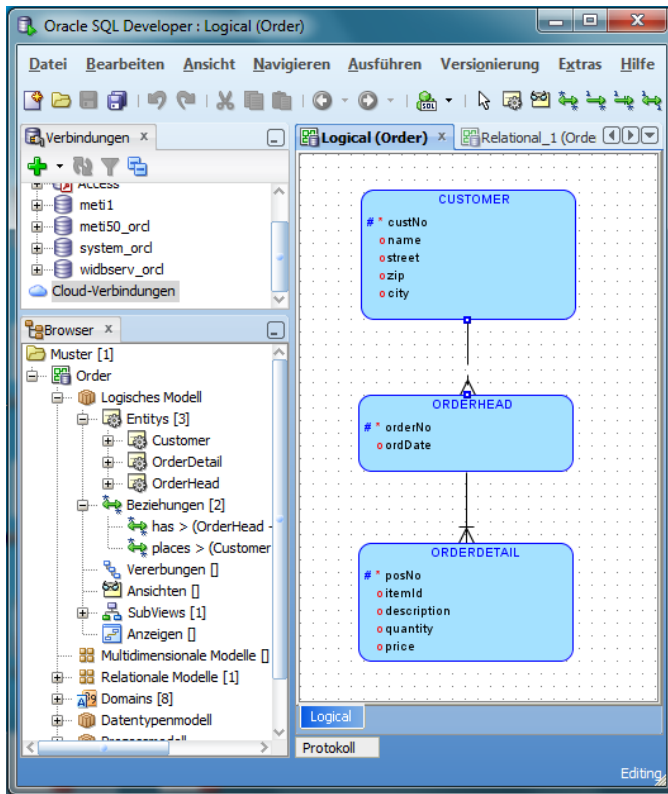 Oracle SQL Developer : Logical (Order)
Datei Bearbeiten Ansicht Navigieren Ausführen Versionierung Extras Hilfe
SQL
Verbindungen x
Access
meti1
meti50_orcl
system_orcl
widbserv_orcl
Cloud-Verbindungen
Browser x
Muster [1]
Order
Logisches Modell
Entitys [3]
Customer
OrderDetail
OrderHead
Beziehungen [2]
has > (OrderHead -
places > (Customer
Vererbungen []
Ansichten []
SubViews [1]
Anzeigen []
Multidimensionale Modelle []
Relationale Modelle [1]
Domains [8]
Datentypenmodell
Logical (Order) x Relational_1 (Orde
CUSTOMER
# * custNo
o name
o street
o zip
o city
ORDERHEAD
# * orderNo
o ordDate
ORDERDETAIL
# * posNo
o itemId
o description
o quantity
o price
Logical
Protokoll
Editing